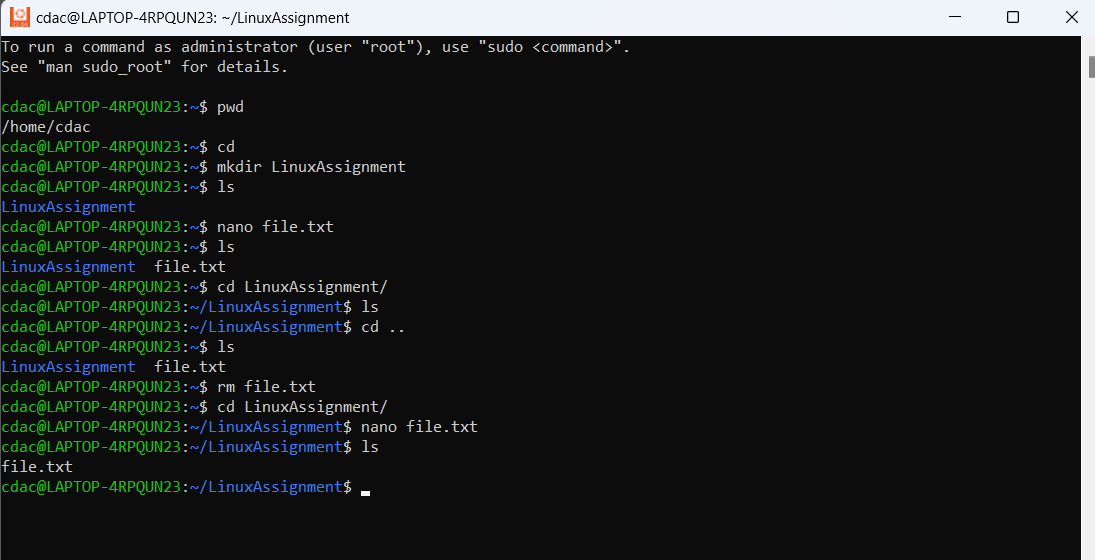 cdac@LAPTOP-4RPQUN23: ~/LinuxAssignment
To run a command as administrator (user "root"), use "sudo <command>".
See "man sudo_root" for details.
cdac@LAPTOP-4RPQUN23:~$ pwd
/home/cdac
cdac@LAPTOP-4RPQUN23:~$ cd
cdac@LAPTOP-4RPQUN23:~$ mkdir LinuxAssignment
cdac@LAPTOP-4RPQUN23:~$ ls
LinuxAssignment
cdac@LAPTOP-4RPQUN23:~$ nano file.txt
cdac@LAPTOP-4RPQUN23:~$ ls
LinuxAssignment  file.txt
cdac@LAPTOP-4RPQUN23:~$ cd LinuxAssignment/
cdac@LAPTOP-4RPQUN23:~/LinuxAssignment$ ls
cdac@LAPTOP-4RPQUN23:~/LinuxAssignment$ cd ..
cdac@LAPTOP-4RPQUN23:~$ ls
LinuxAssignment  file.txt
cdac@LAPTOP-4RPQUN23:~$ rm file.txt
cdac@LAPTOP-4RPQUN23:~$ cd LinuxAssignment/
cdac@LAPTOP-4RPQUN23:~/LinuxAssignment$ nano file.txt
cdac@LAPTOP-4RPQUN23:~/LinuxAssignment$ ls
file.txt
cdac@LAPTOP-4RPQUN23:~/LinuxAssignment$